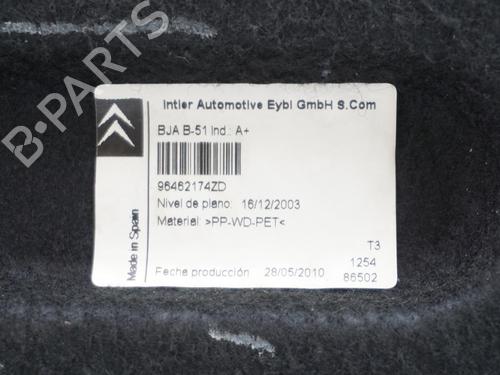 B-PARTS
Intier Automotive Eybl GmbH S.Com
BJA B-51 Ind.: A+
96462174ZD
Nivel de plano: 16/12/2003
Material: >PP-WD-PET<
Made in Spain
T3
1254
Fecha producción 28/05/2010 86502
B-PARTS